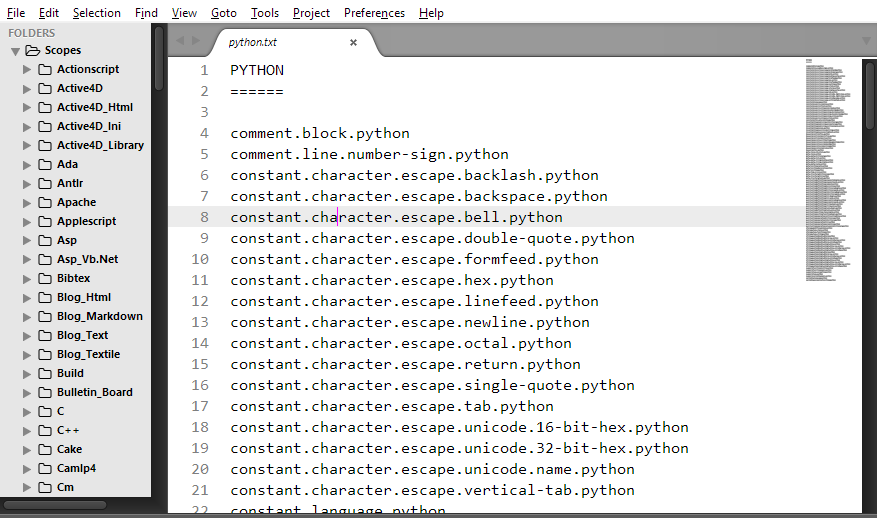 File Edit Selection Find View Goto Tools Project Preferences Help
FOLDERS
Scopes
Actionscript
Active4D
Active4D_Html
Active4D_Ini
Active4D_Library
Ada
Antlr
Apache
Applescript
Asp
Asp_Vb.Net
Bibtex
Blog_Html
Blog_Markdown
Blog_Text
Blog_Textile
Build
Bulletin_Board
C
C++
Cake
Camlp4
Cm
python.txt
1 PYTHON
2 ======
3
4 comment.block.python
5 comment.line.number-sign.python
6 constant.character.escape.backlash.python
7 constant.character.escape.backspace.python
8 constant.character.escape.bell.python
9 constant.character.escape.double-quote.python
10 constant.character.escape.formfeed.python
11 constant.character.escape.hex.python
12 constant.character.escape.linefeed.python
13 constant.character.escape.newline.python
14 constant.character.escape.octal.python
15 constant.character.escape.return.python
16 constant.character.escape.single-quote.python
17 constant.character.escape.tab.python
18 constant.character.escape.unicode.16-bit-hex.python
19 constant.character.escape.unicode.32-bit-hex.python
20 constant.character.escape.unicode.name.python
21 constant.character.escape.vertical-tab.python
22 constant.language.python